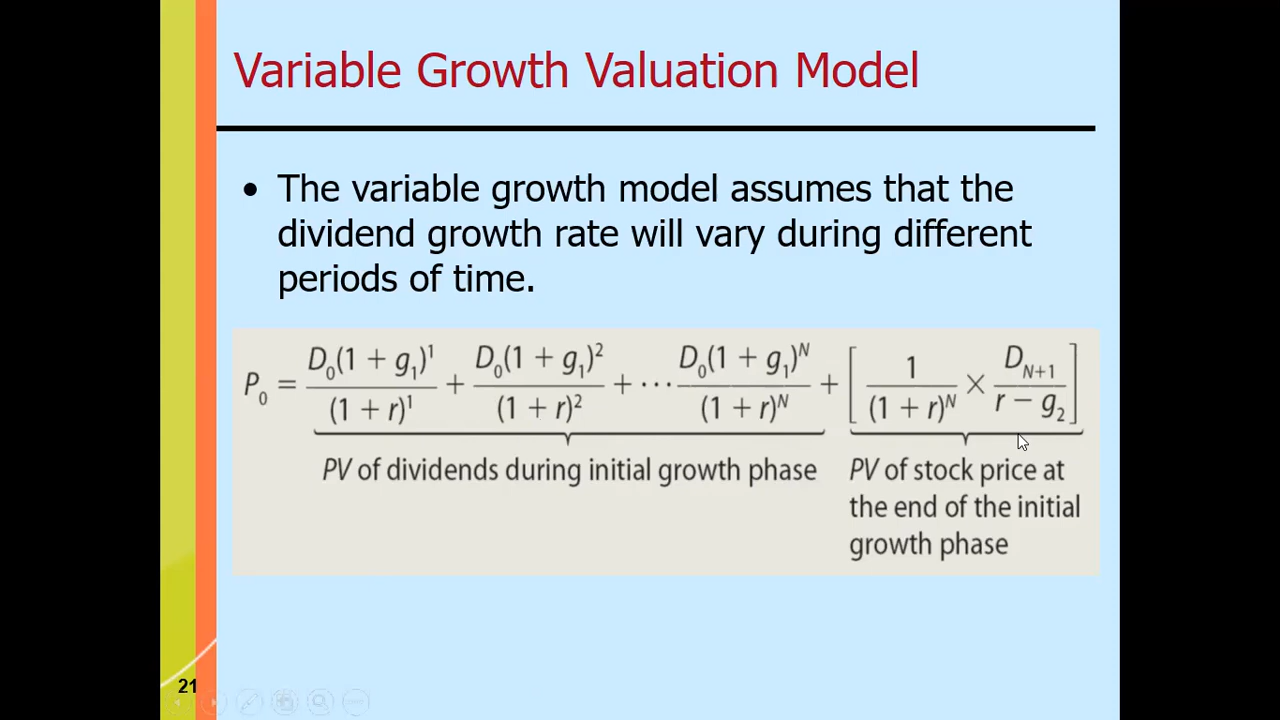 Variable Growth Valuation Model
• The variable growth model assumes that the
dividend growth rate will vary during different
periods of time.
P₀ = D₀(1 + g₁)¹/(1 + r)¹ + D₀(1 + g₁)²/(1 + r)² + ··· D₀(1 + g₁)ᴺ/(1 + r)ᴺ + [1/(1 + r)ᴺ × D_{N+1}/(r − g₂)]
PV of dividends during initial growth phase
PV of stock price at
the end of the initial
growth phase
21